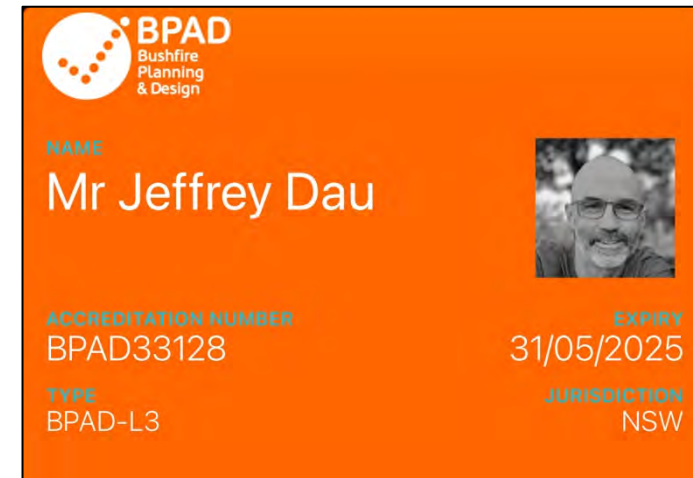 BPAD
Bushfire
Planning
& Design
NAME
Mr Jeffrey Dau
ACCREDITATION NUMBER
BPAD33128
EXPIRY
31/05/2025
TYPE
BPAD-L3
JURISDICTION
NSW